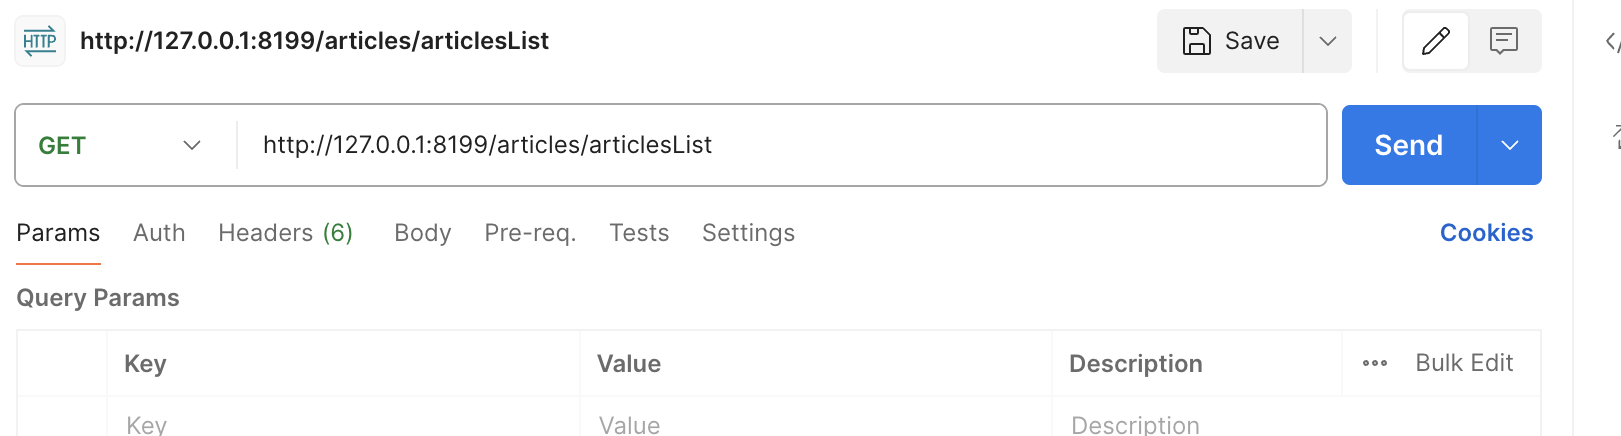 HTTP http://127.0.0.1:8199/articles/articlesList Save
GET http://127.0.0.1:8199/articles/articlesList Send
Params Auth Headers (6) Body Pre-req. Tests Settings Cookies
Query Params
Key Value Description ••• Bulk Edit
Key Value Description